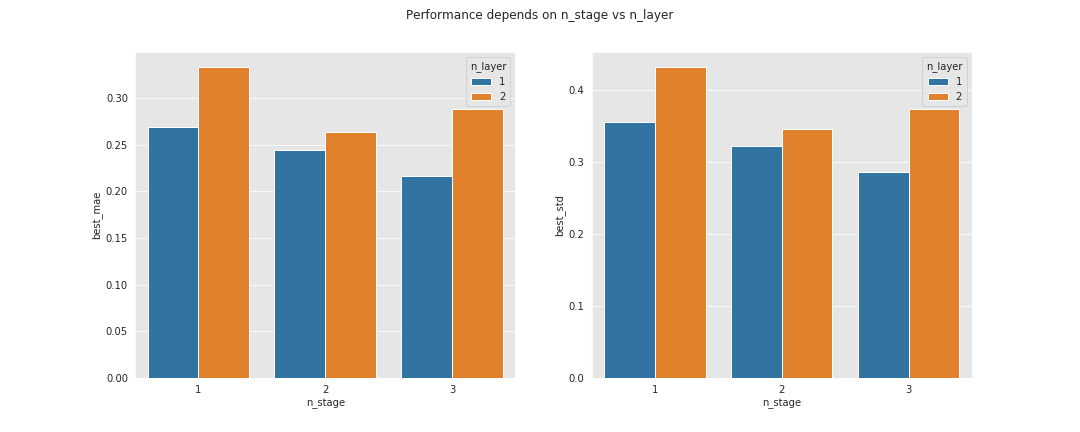 Performance depends on n_stage vs n_layer
best_mae
0.30
0.25
0.20
0.15
0.10
0.05
0.00
n_layer
1
2
1 2 3
n_stage
best_std
0.4
0.3
0.2
0.1
0.0
n_layer
1
2
1 2 3
n_stage